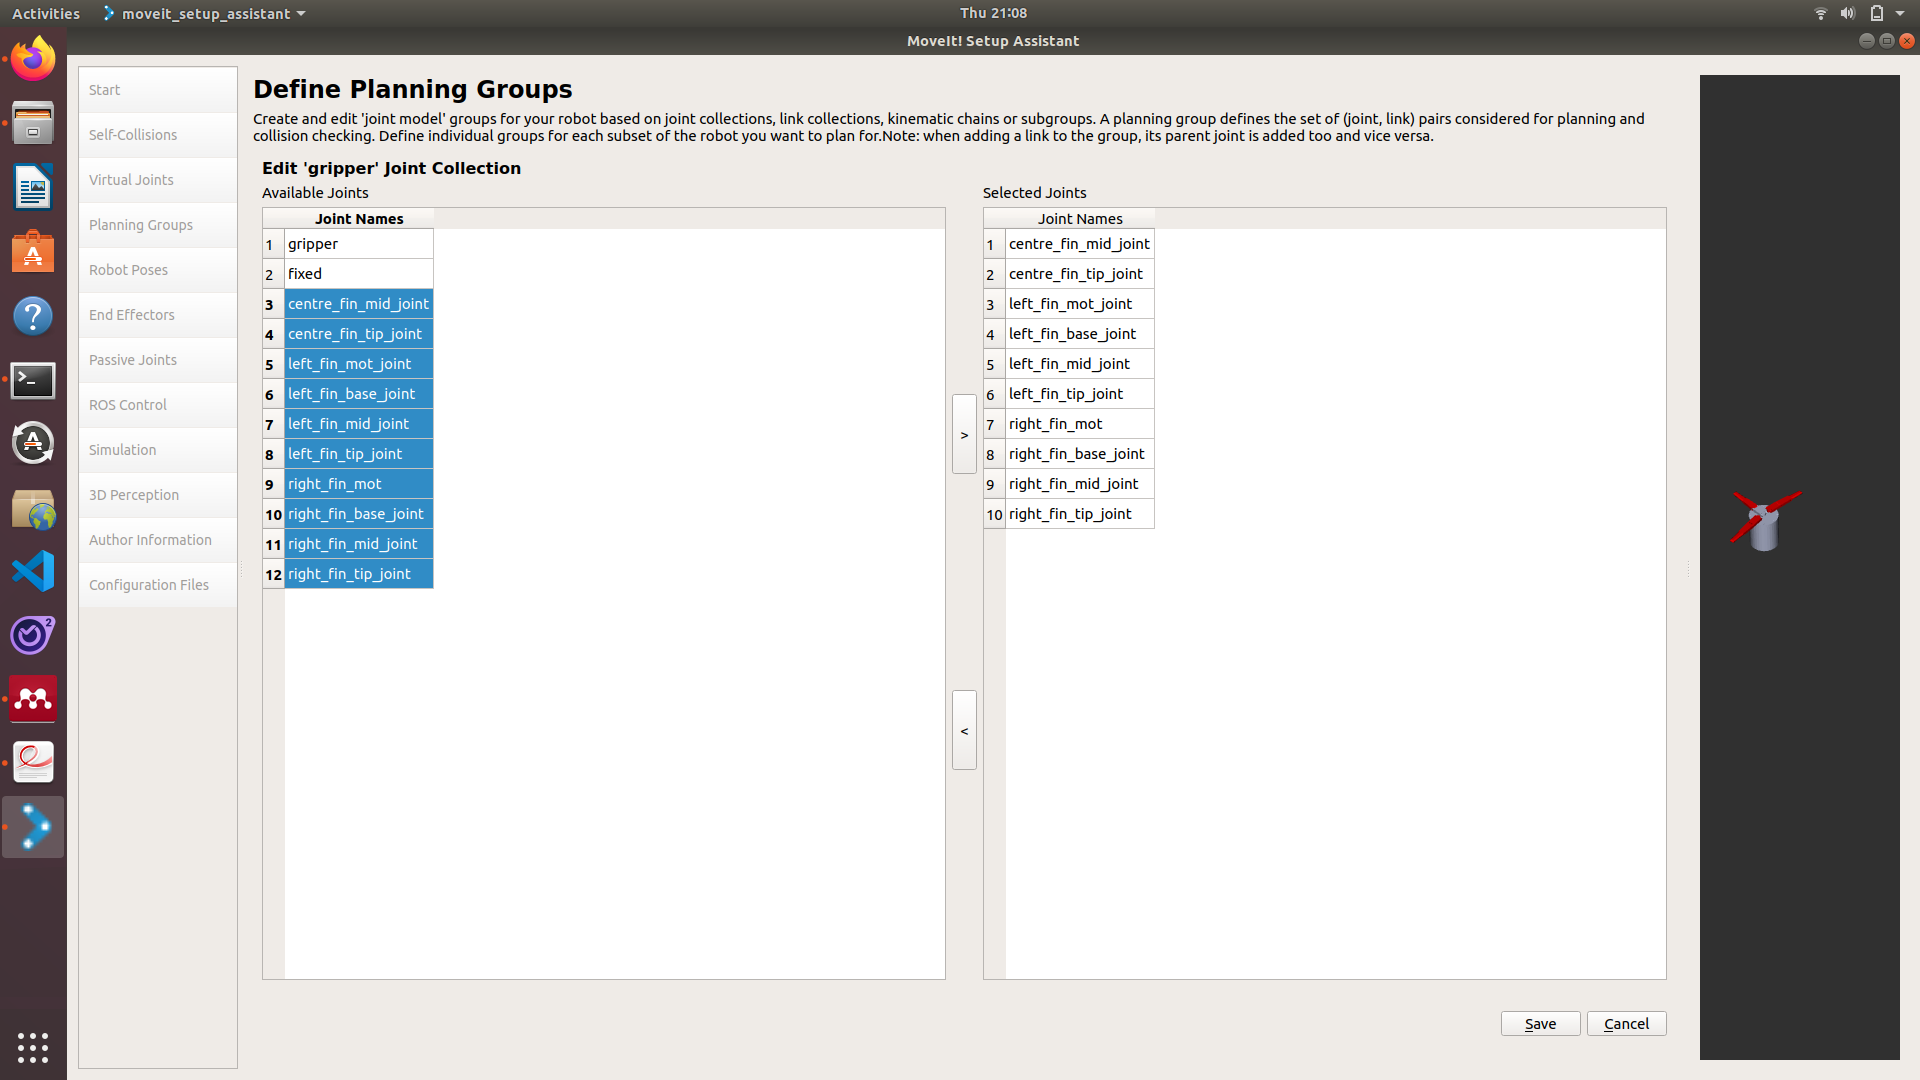 Activities
moveit_setup_assistant
Thu 21:08
MoveIt! Setup Assistant
Start
Self-Collisions
Virtual Joints
Planning Groups
Robot Poses
End Effectors
Passive Joints
ROS Control
Simulation
3D Perception
Author Information
Configuration Files
Define Planning Groups
Create and edit 'joint model' groups for your robot based on joint collections, link collections, kinematic chains or subgroups. A planning group defines the set of (joint, link) pairs considered for planning and
collision checking. Define individual groups for each subset of the robot you want to plan for.Note: when adding a link to the group, its parent joint is added too and vice versa.
Edit 'gripper' Joint Collection
Available Joints
Joint Names
1 gripper
2 fixed
3 centre_fin_mid_joint
4 centre_fin_tip_joint
5 left_fin_mot_joint
6 left_fin_base_joint
7 left_fin_mid_joint
8 left_fin_tip_joint
9 right_fin_mot
10 right_fin_base_joint
11 right_fin_mid_joint
12 right_fin_tip_joint
>
<
Selected Joints
Joint Names
1 centre_fin_mid_joint
2 centre_fin_tip_joint
3 left_fin_mot_joint
4 left_fin_base_joint
5 left_fin_mid_joint
6 left_fin_tip_joint
7 right_fin_mot
8 right_fin_base_joint
9 right_fin_mid_joint
10 right_fin_tip_joint
Save
Cancel